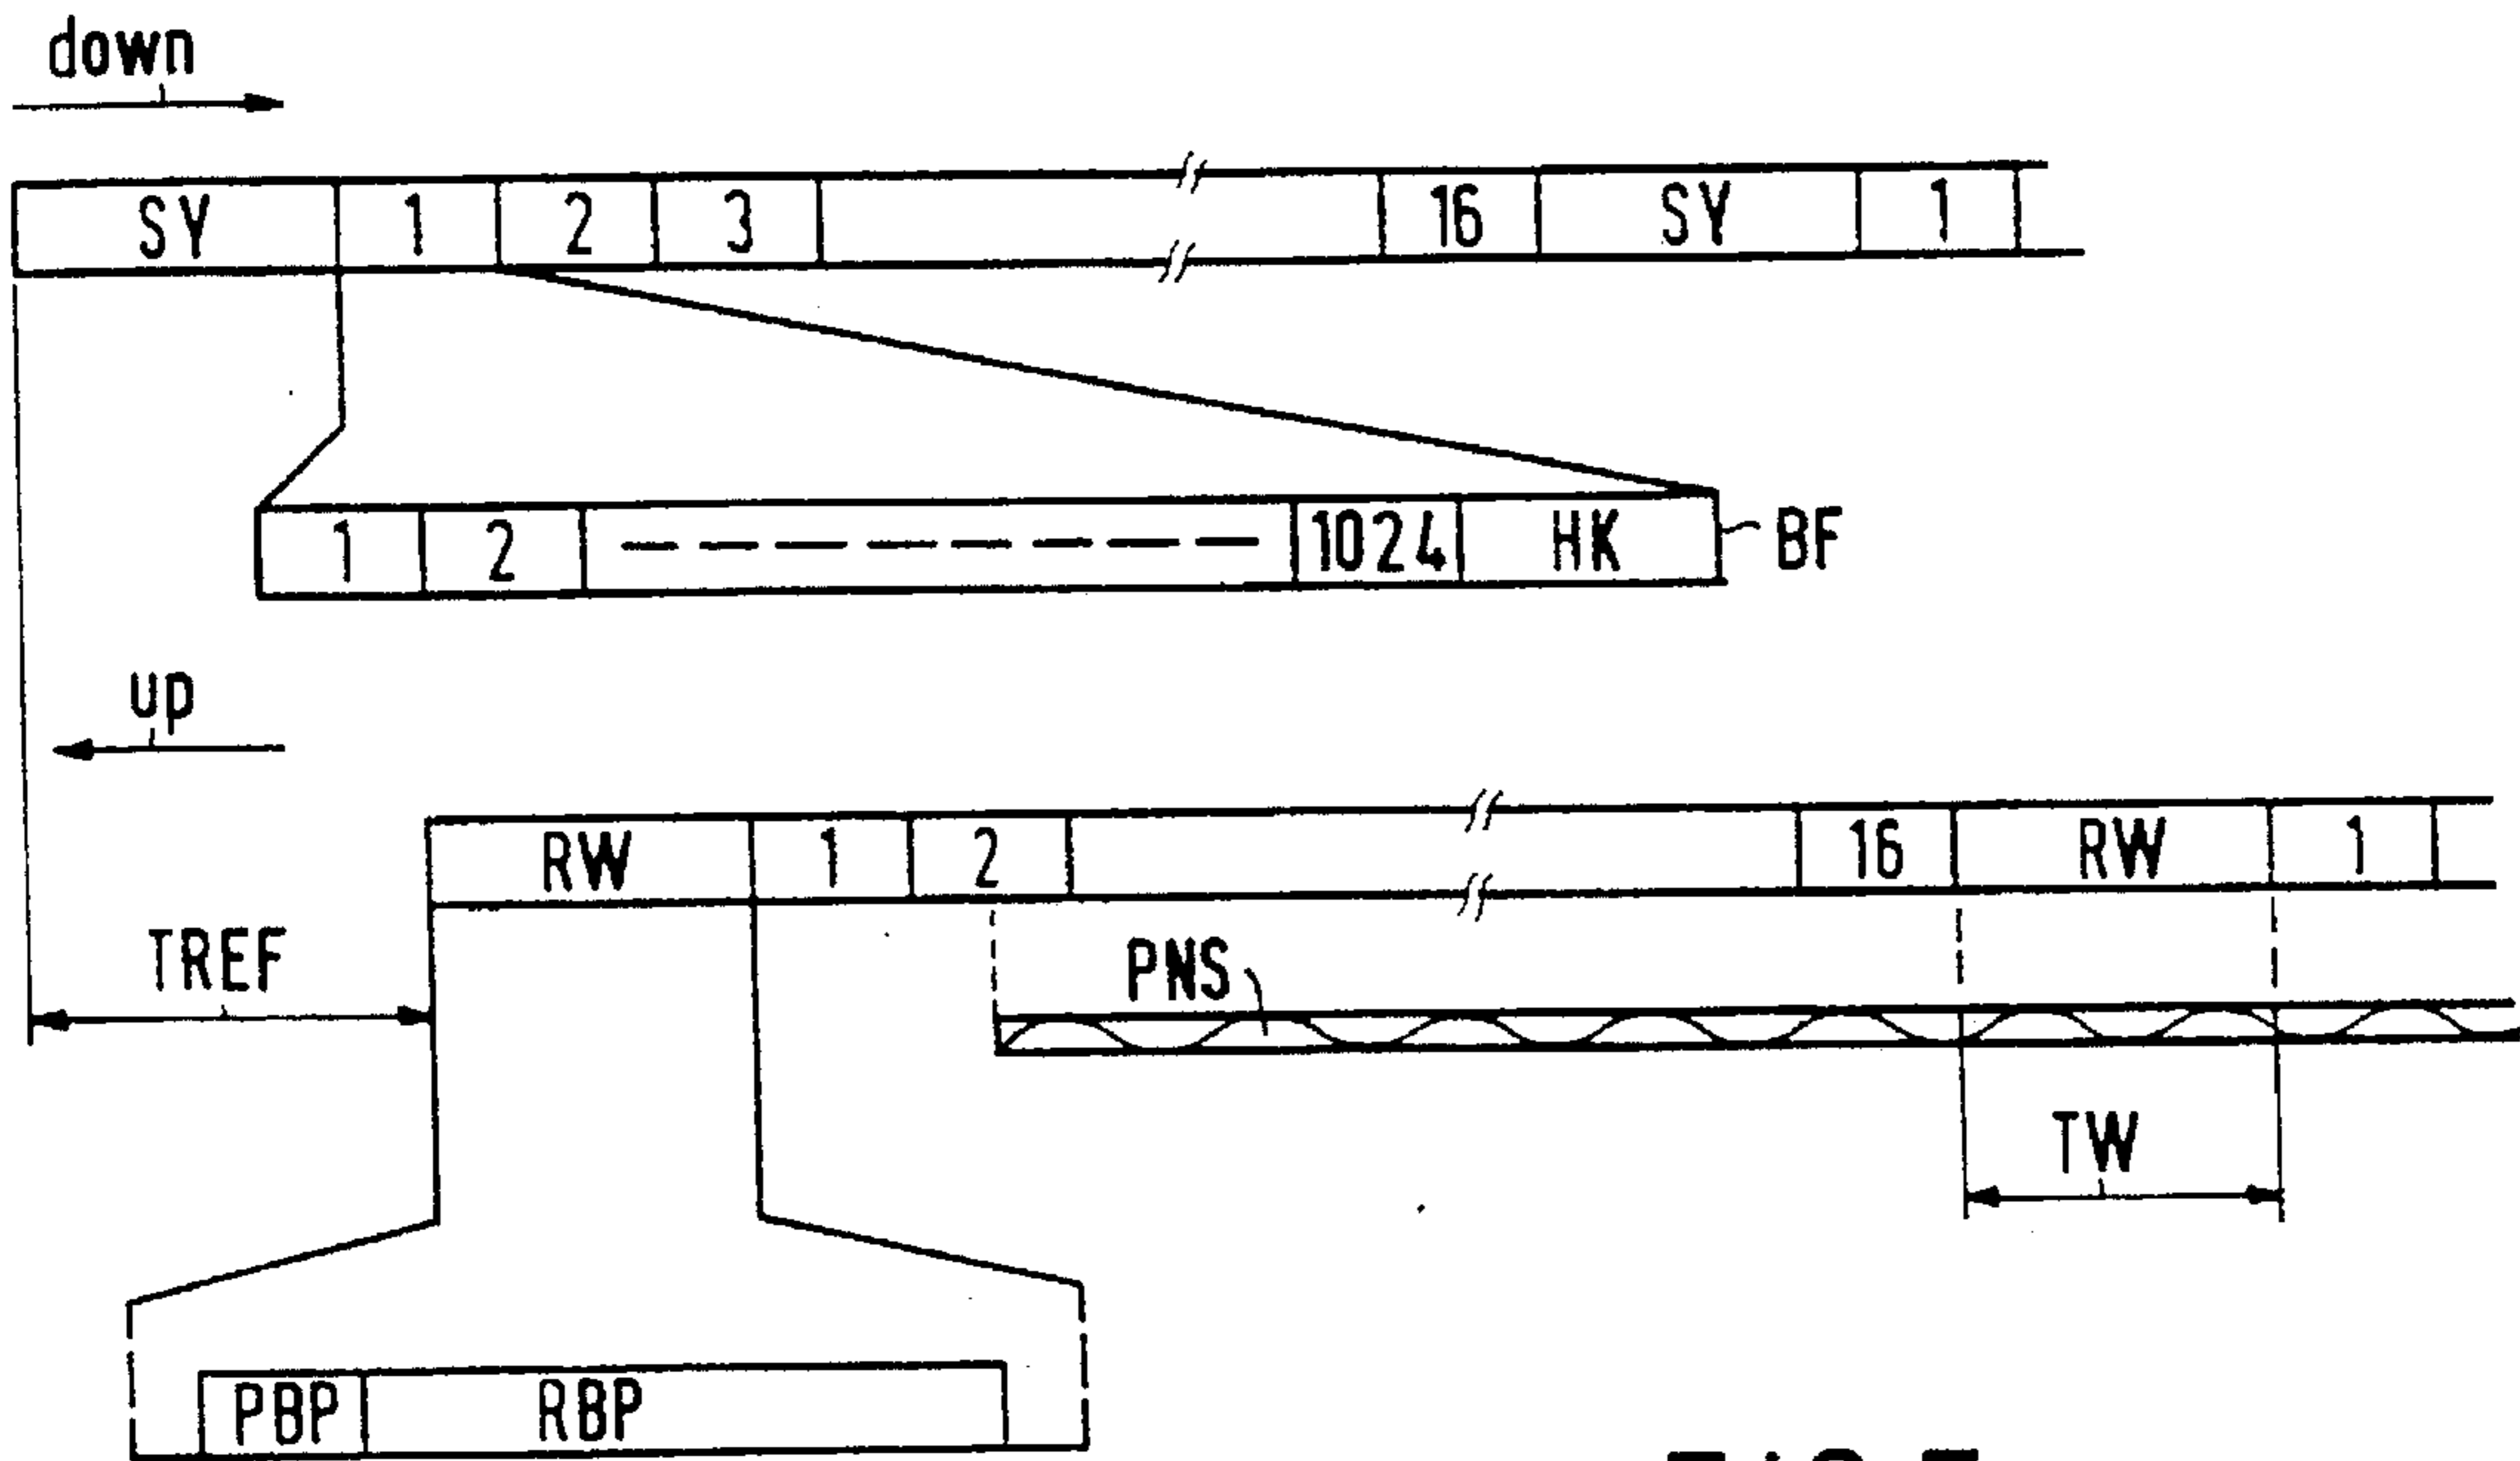 down
SY 1 2 3 16 SY 1
1 2 1024 HK BF
up
RW 1 2 16 RW 1
TREF
PNS
TW
PBP RBP